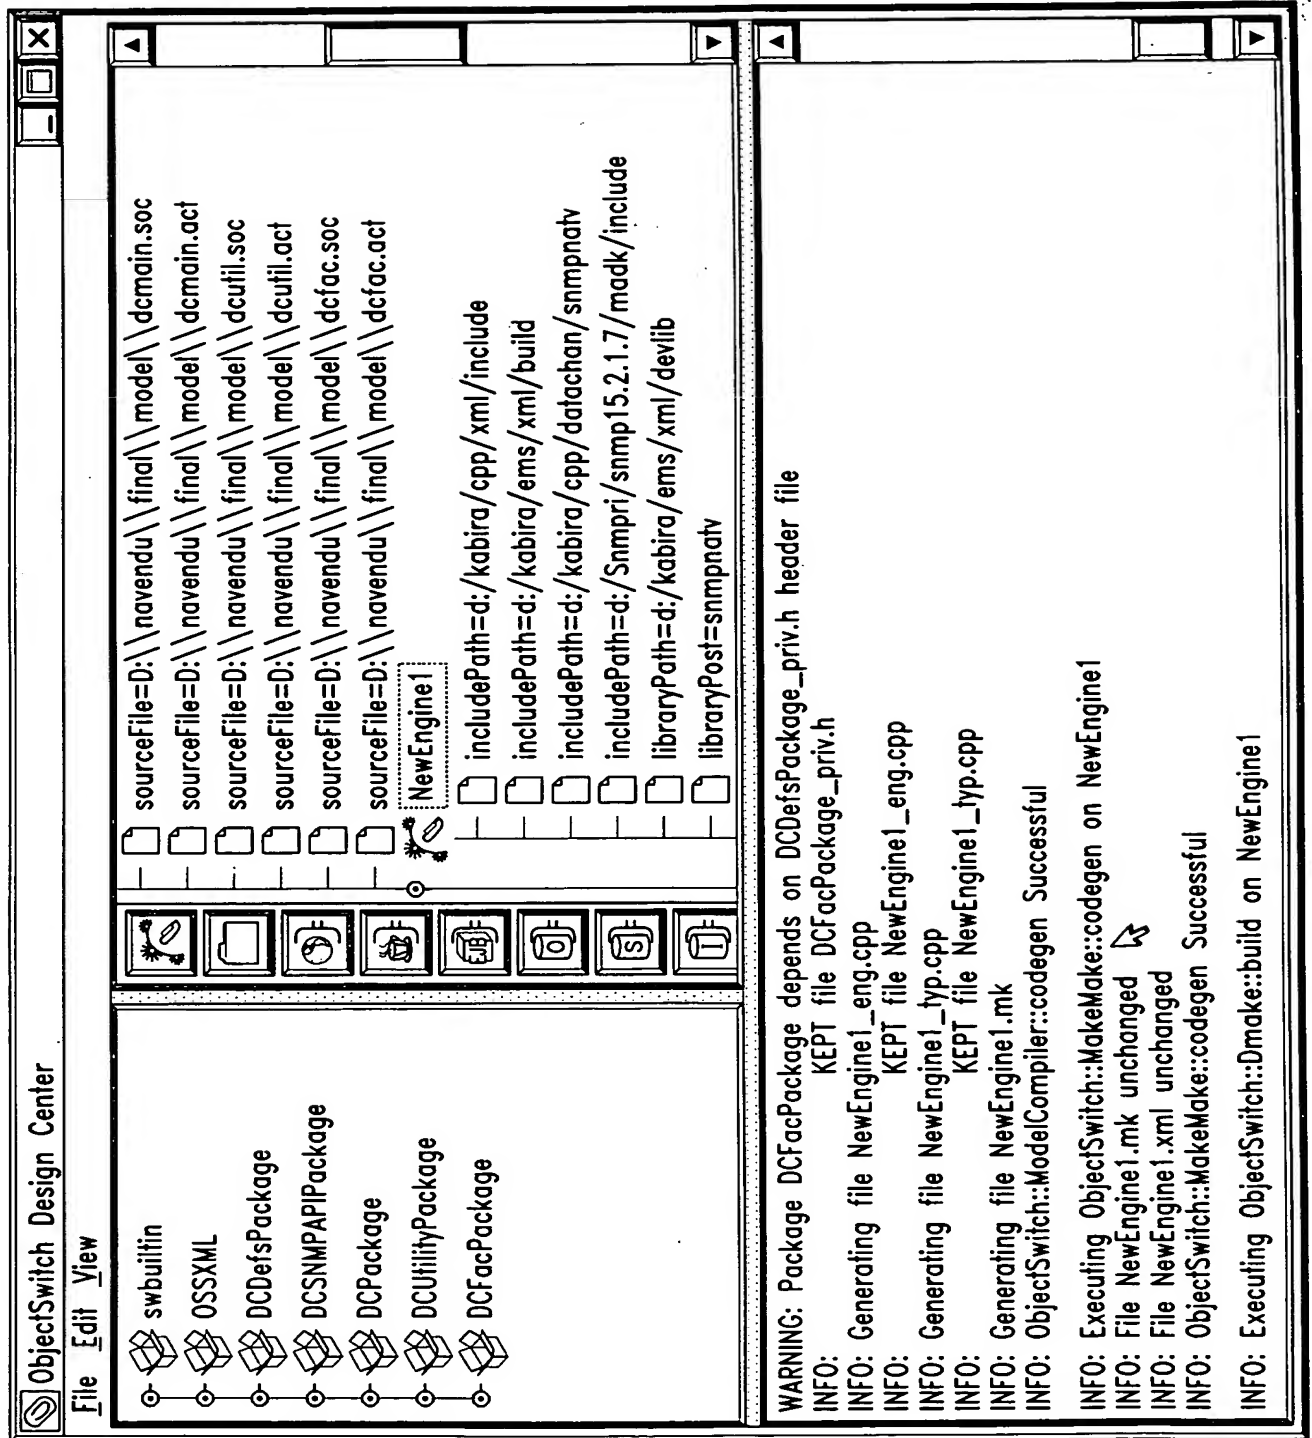 ObjectSwitch Design Center
File Edit View
swbuiltin
OSSXML
DCDefsPackage
DCSNMPAPIPackage
DCPackage
DCUtilityPackage
DCFacPackage
O
S
I
sourceFile=D:\\navendu\\final\\model\\dcmain.soc
sourceFile=D:\\navendu\\final\\model\\dcmain.act
sourceFile=D:\\navendu\\final\\model\\dcutil.soc
sourceFile=D:\\navendu\\final\\model\\dcutil.act
sourceFile=D:\\navendu\\final\\model\\dcfac.soc
sourceFile=D:\\navendu\\final\\model\\dcfac.act
NewEngine1
includePath=d:/kabira/cpp/xml/include
includePath=d:/kabira/ems/xml/build
includePath=d:/kabira/cpp/datachan/snmpnatv
includePath=d:/Snmpri/snmp15.2.1.7/madk/include
libraryPath=d:/kabira/ems/xml/devlib
libraryPost=snmpnatv
WARNING: Package DCFacPackage depends on DCDefsPackage_priv.h header file
INFO: KEPT file DCFacPackage_priv.h
INFO: Generating file NewEngine1_eng.cpp
INFO: KEPT file NewEngine1_eng.cpp
INFO: Generating file NewEngine1_typ.cpp
INFO: KEPT file NewEngine1_typ.cpp
INFO: Generating file NewEngine1.mk
INFO: ObjectSwitch::ModelCompiler::codegen Successful
INFO: Executing ObjectSwitch::MakeMake::codegen on NewEngine1
INFO: File NewEngine1.mk unchanged
INFO: File NewEngine1.xml unchanged
INFO: ObjectSwitch::MakeMake::codegen Successful
INFO: Executing ObjectSwitch::Dmake::build on NewEngine1